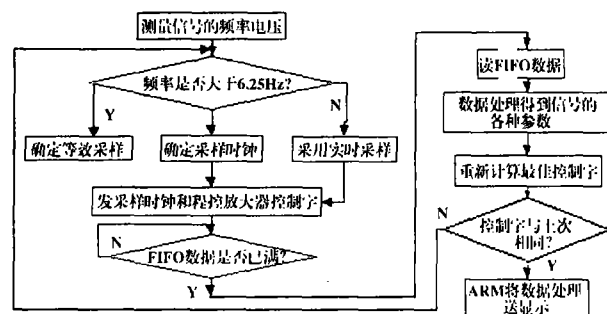 测量信号的频率电压
频率是否大于6.25Hz?
Y
N
确定等效采样
确定采样时钟
采用实时采样
发采样时钟和程控放大器控制字
N
FIFO数据是否已满?
Y
读FIFO数据
数据处理得到信号的
各种参数
重新计算最佳控制字
N
控制字与上次
相同?
Y
ARM将数据处理
送显示